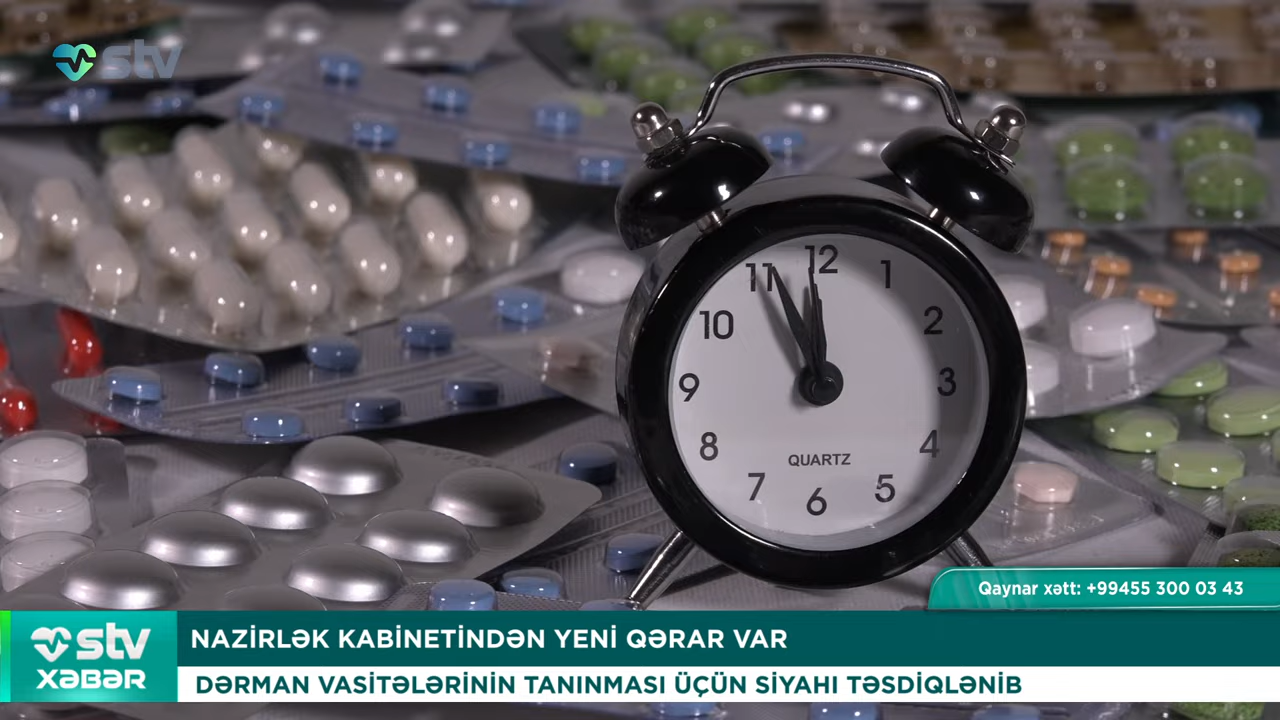 stv
12
11
1
10
2
9
3
8
4
QUARTZ
7
5
6
Qaynar xətt: +99455 300 03 43
stv
XƏBƏR
NAZİRLƏK KABİNETİNDƏN YENİ QƏRAR VAR
DƏRMAN VASİTƏLƏRİNİN TANINMASI ÜÇÜN SİYAHI TƏSDİQLƏNİB